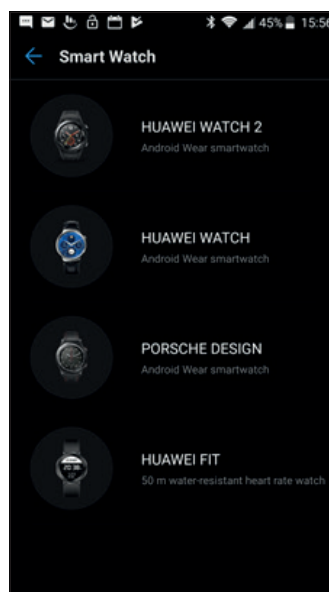 45% 15:56
Smart Watch
HUAWEI WATCH 2
Android Wear smartwatch
HUAWEI WATCH
Android Wear smartwatch
PORSCHE DESIGN
Android Wear smartwatch
HUAWEI FIT
50 m water-resistant heart rate watch